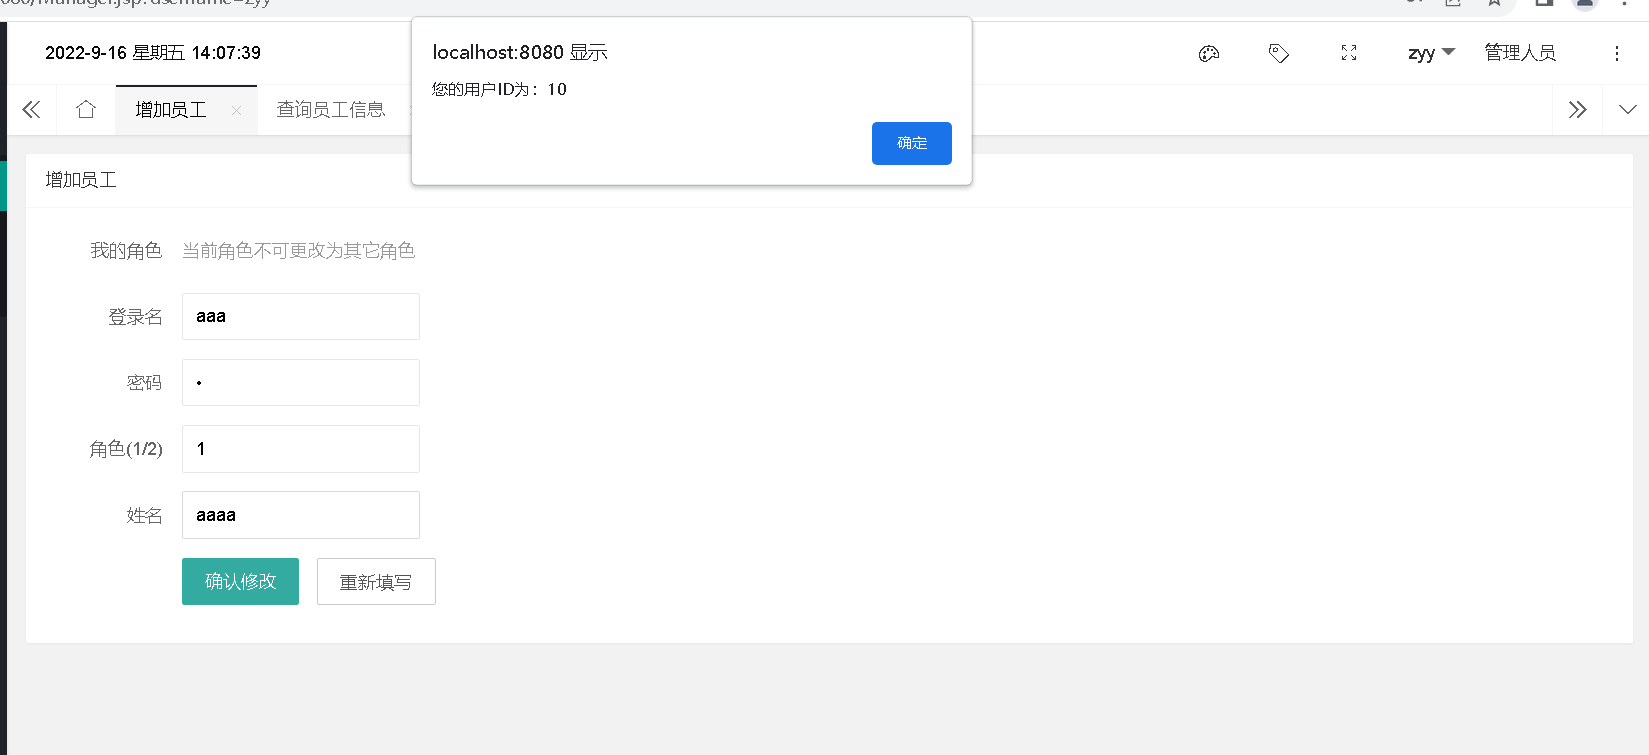 2022-9-16 星期五 14:07:39
localhost:8080 显示
您的用户ID为：10
确定
zyy
管理人员
增加员工
查询员工信息
增加员工
我的角色 当前角色不可更改为其它角色
登录名 aaa
密码 •
角色(1/2) 1
姓名 aaaa
确认修改 重新填写